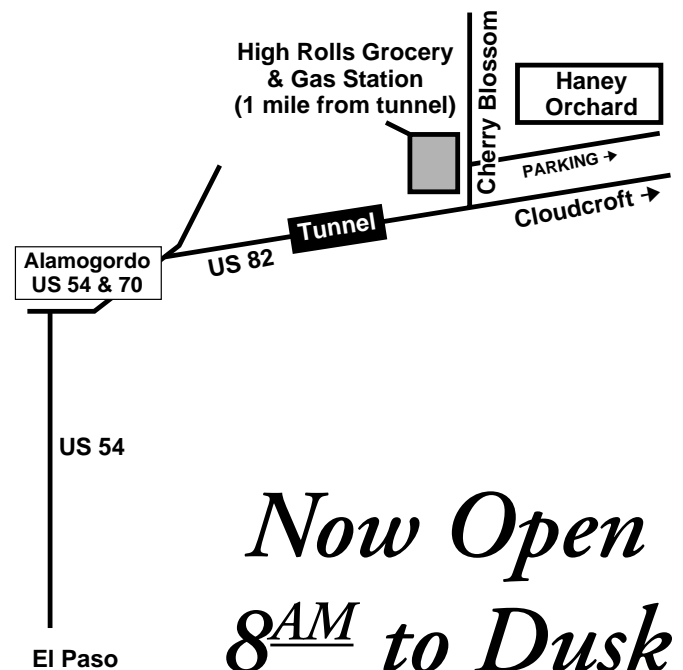 High Rolls Grocery
& Gas Station
(1 mile from tunnel)
Cherry Blossom
Haney
Orchard
PARKING →
Cloudcroft →
Tunnel
US 82
Alamogordo
US 54 & 70
US 54
El Paso
Now Open
8AM to Dusk